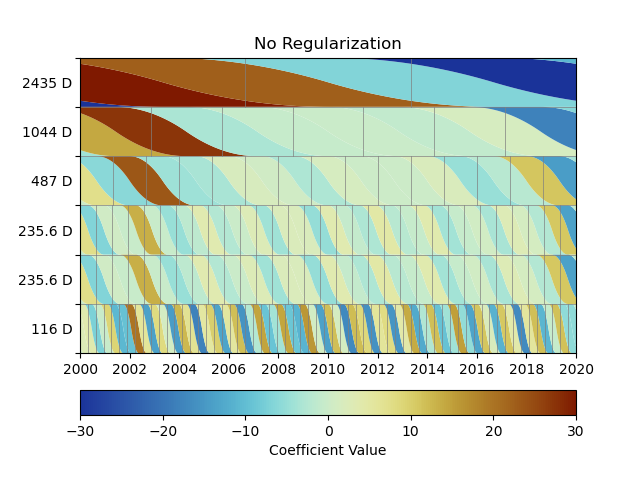 No Regularization
2435 D
1044 D
487 D
235.6 D
235.6 D
116 D
2000 2002 2004 2006 2008 2010 2012 2014 2016 2018 2020
−30 −20 −10 0 10 20 30
Coefficient Value